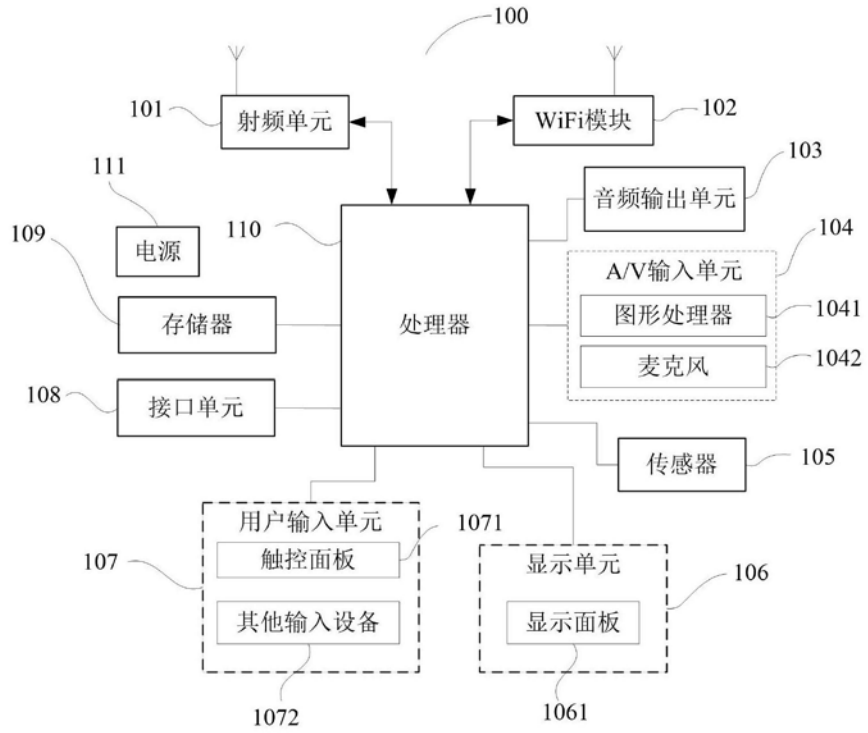 100
101
射频单元
WiFi模块
102
103
音频输出单元
111
电源
110
109
存储器
处理器
104
A/V输入单元
图形处理器
1041
麦克风
1042
108
接口单元
传感器
105
用户输入单元
1071
107
触控面板
其他输入设备
1072
显示单元
106
显示面板
1061